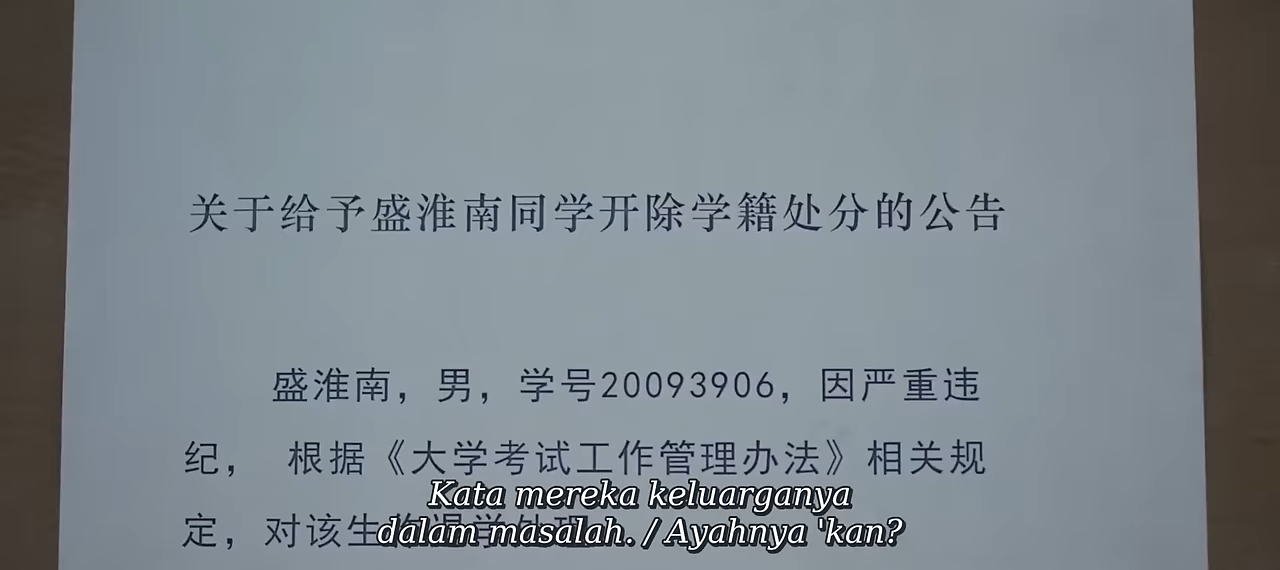 关于给予盛淮南同学开除学籍处分的公告
盛淮南，男，学号20093906，因严重违
纪， 根据《大学考试工作管理办法》相关规
定，对该生
Kata mereka keluarganya
dalam masalah. / Ayahnya 'kan?